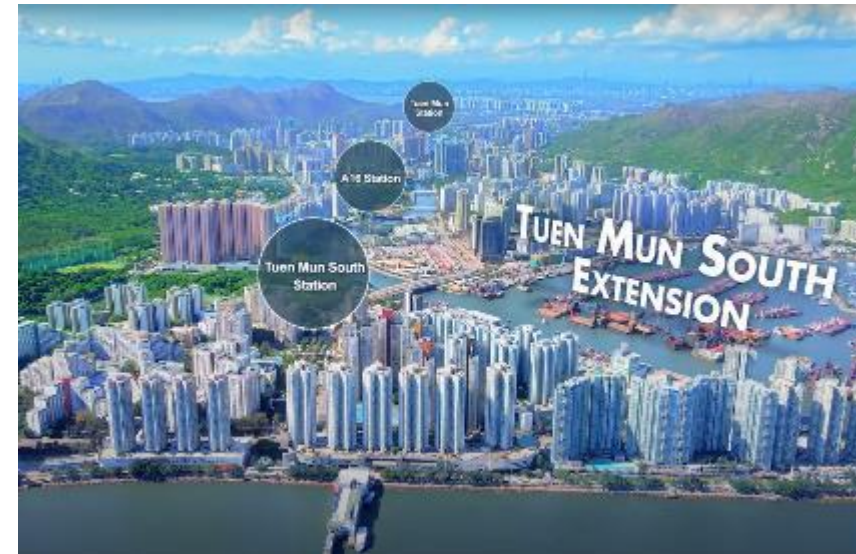 Tuen Mun
Station
A16 Station
Tuen Mun South
Station
TUEN MUN SOUTH
EXTENSION